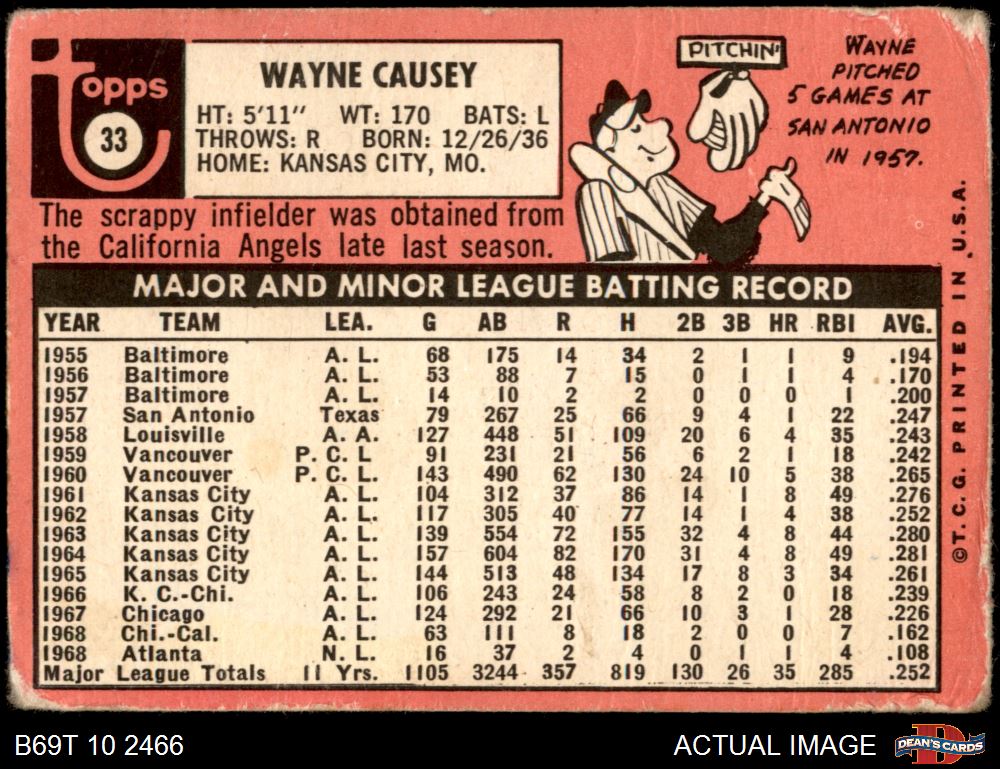 Topps
33
WAYNE CAUSEY
HT: 5'11" WT: 170 BATS: L
THROWS: R BORN: 12/26/36
HOME: KANSAS CITY, MO.
PITCHIN'
WAYNE
PITCHED
5 GAMES AT
SAN ANTONIO
IN 1957.
The scrappy infielder was obtained from
the California Angels late last season.
MAJOR AND MINOR LEAGUE BATTING RECORD
YEAR TEAM LEA. G AB R H 2B 3B HR RBI AVG.
1955 Baltimore A. L. 68 175 14 34 2 1 1 9 .194
1956 Baltimore A. L. 53 88 7 15 0 1 1 4 .170
1957 Baltimore A. L. 14 10 2 2 0 0 0 1 .200
1957 San Antonio Texas 79 267 25 66 9 4 1 22 .247
1958 Louisville A. A. 127 448 51 109 20 6 4 35 .243
1959 Vancouver P. C. L 91 231 21 56 6 2 1 18 .242
1960 Vancouver P. C. L. 143 490 62 130 24 10 5 38 .265
1961 Kansas City A. L. 104 312 37 86 14 1 8 49 .276
1962 Kansas City A. L. 117 305 40 77 14 1 4 38 .252
1963 Kansas City A. L. 139 554 72 155 32 4 8 44 .280
1964 Kansas City A. L. 157 604 82 170 31 4 8 49 .281
1965 Kansas City A. L. 144 513 48 134 17 8 3 34 .261
1966 K. C.-Chi. A. L. 106 243 24 58 8 2 0 18 .239
1967 Chicago A. L. 124 292 21 66 10 3 1 28 .226
1968 Chi.-Cal. A. L. 63 111 8 18 2 0 0 7 .162
1968 Atlanta N. L. 16 37 2 4 0 1 1 4 .108
Major League Totals 11 Yrs. 1105 3244 357 819 130 26 35 285 .252
©T. C. G. PRINTED IN U.S.A.
B69T 10 2466
ACTUAL IMAGE
DEAN'S CARDS